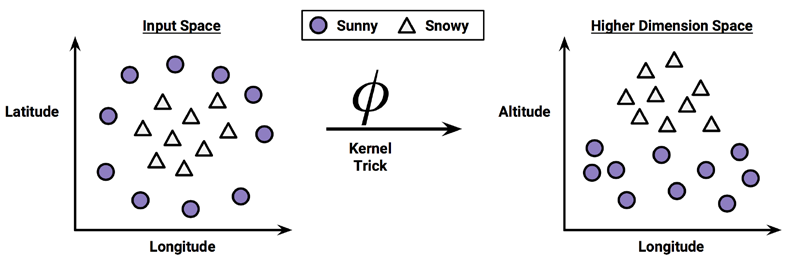 Input Space
Sunny
Snowy
Higher Dimension Space
Latitude
ϕ
Kernel
Trick
Altitude
Longitude
Longitude